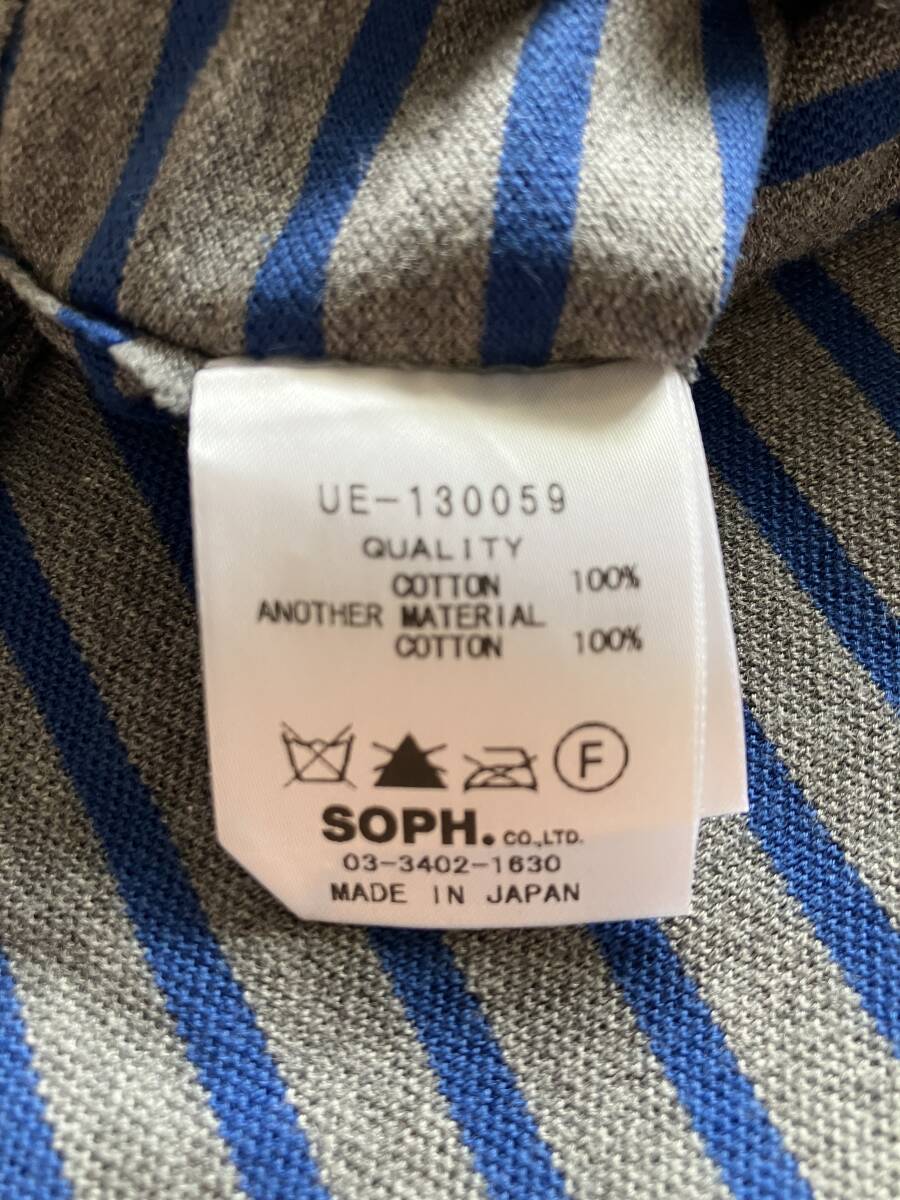 UE-130059
QUALITY
COTTON 100%
ANOTHER MATERIAL
COTTON 100%
F
SOPH. CO.,LTD.
03-3402-1630
MADE IN JAPAN